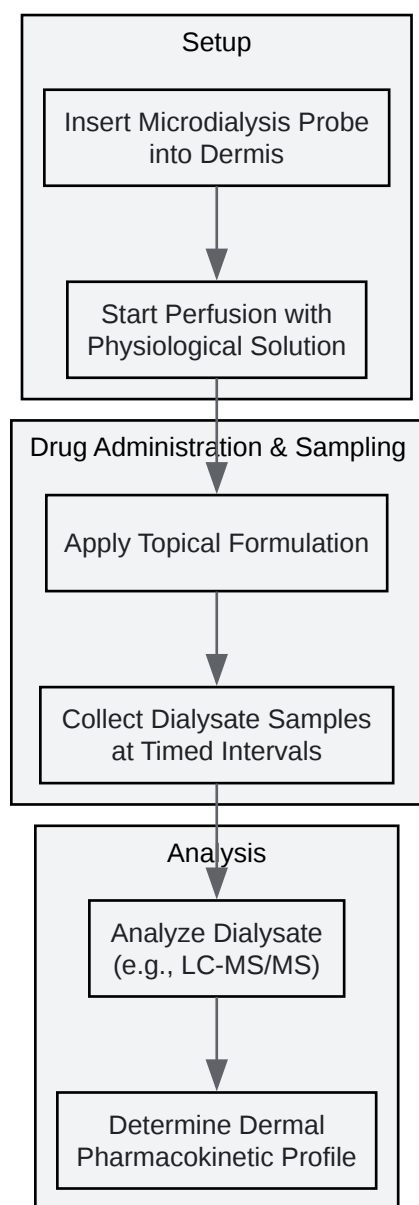 Setup
Insert Microdialysis Probe
into Dermis
Start Perfusion with
Physiological Solution
Drug Administration & Sampling
Apply Topical Formulation
Collect Dialysate Samples
at Timed Intervals
Analysis
Analyze Dialysate
(e.g., LC-MS/MS)
Determine Dermal
Pharmacokinetic Profile